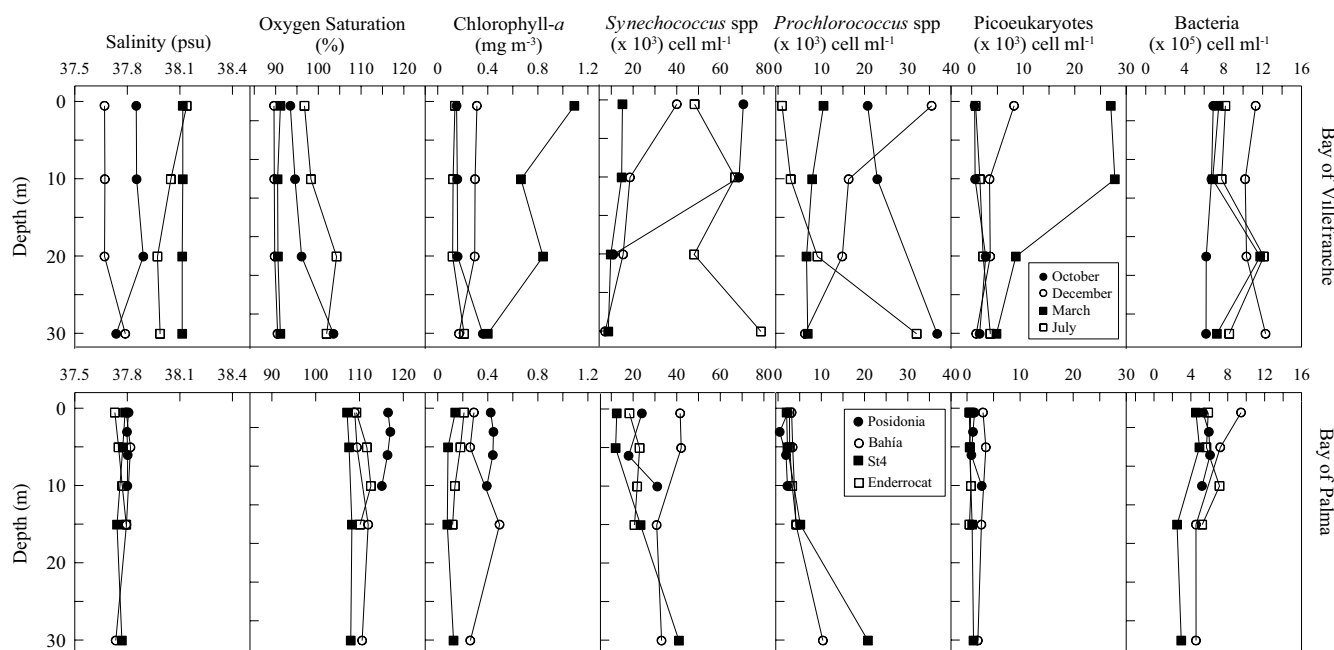 Salinity (psu)
37.5 37.8 38.1 38.4
Oxygen Saturation
(%)
90 100 110 120
Chlorophyll-a
(mg m-3)
0 0.4 0.8 1.2
Synechococcus spp
(x 10³) cell ml-1
20 40 60 80
Prochlorococcus spp
(x 10³) cell ml-1
0 10 20 30 40
Picoeukaryotes
(x 10³) cell ml-1
0 10 20 30
Bacteria
(x 10⁵) cell ml-1
0 4 8 12 16
Depth (m)
0
10
20
30
October
December
March
July
Bay of Villefranche
37.5 37.8 38.1 38.4
90 100 110 120
0 0.4 0.8 1.2
20 40 60 80
0 10 20 30 40
0 10 20 30
0 4 8 12 16
Depth (m)
0
10
20
30
Posidonia
Bahía
St4
Enderrocat
Bay of Palma